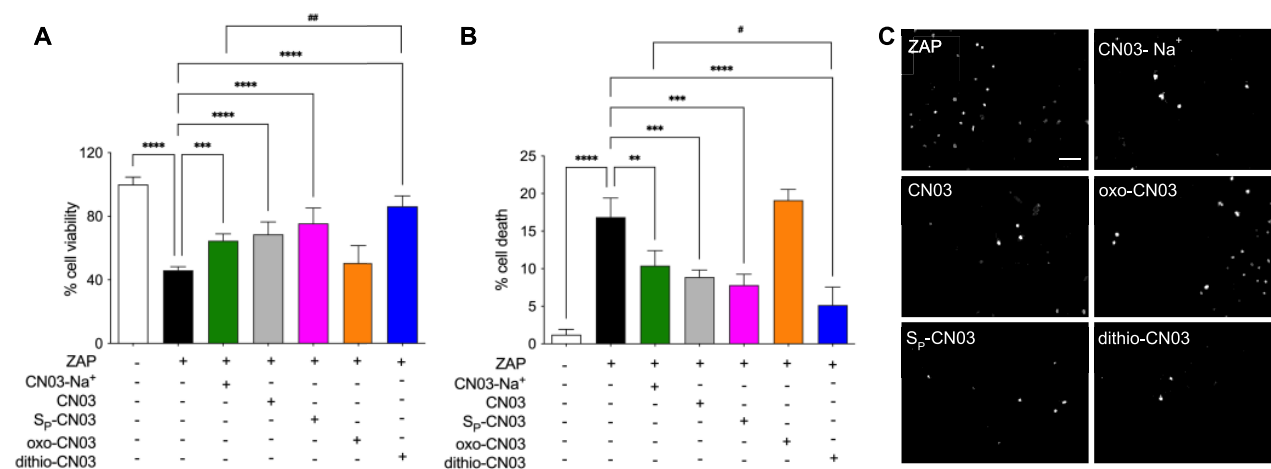 A
##
****
****
****
****
***
% cell viability
120
80
40
0
ZAP - + + + + + +
CN03-Na+ - - + - - - -
CN03 - - - + - - -
SP-CN03 - - - - + - -
oxo-CN03 - - - - - + -
dithio-CN03 - - - - - - +
B
#
****
***
***
****
**
% cell death
25
20
15
10
5
0
ZAP - + + + + + +
CN03-Na+ - - + - - - -
CN03 - - - + - - -
SP-CN03 - - - - + - -
oxo-CN03 - - - - - + -
dithio-CN03 - - - - - - +
C
ZAP
CN03- Na+
CN03
oxo-CN03
SP-CN03
dithio-CN03